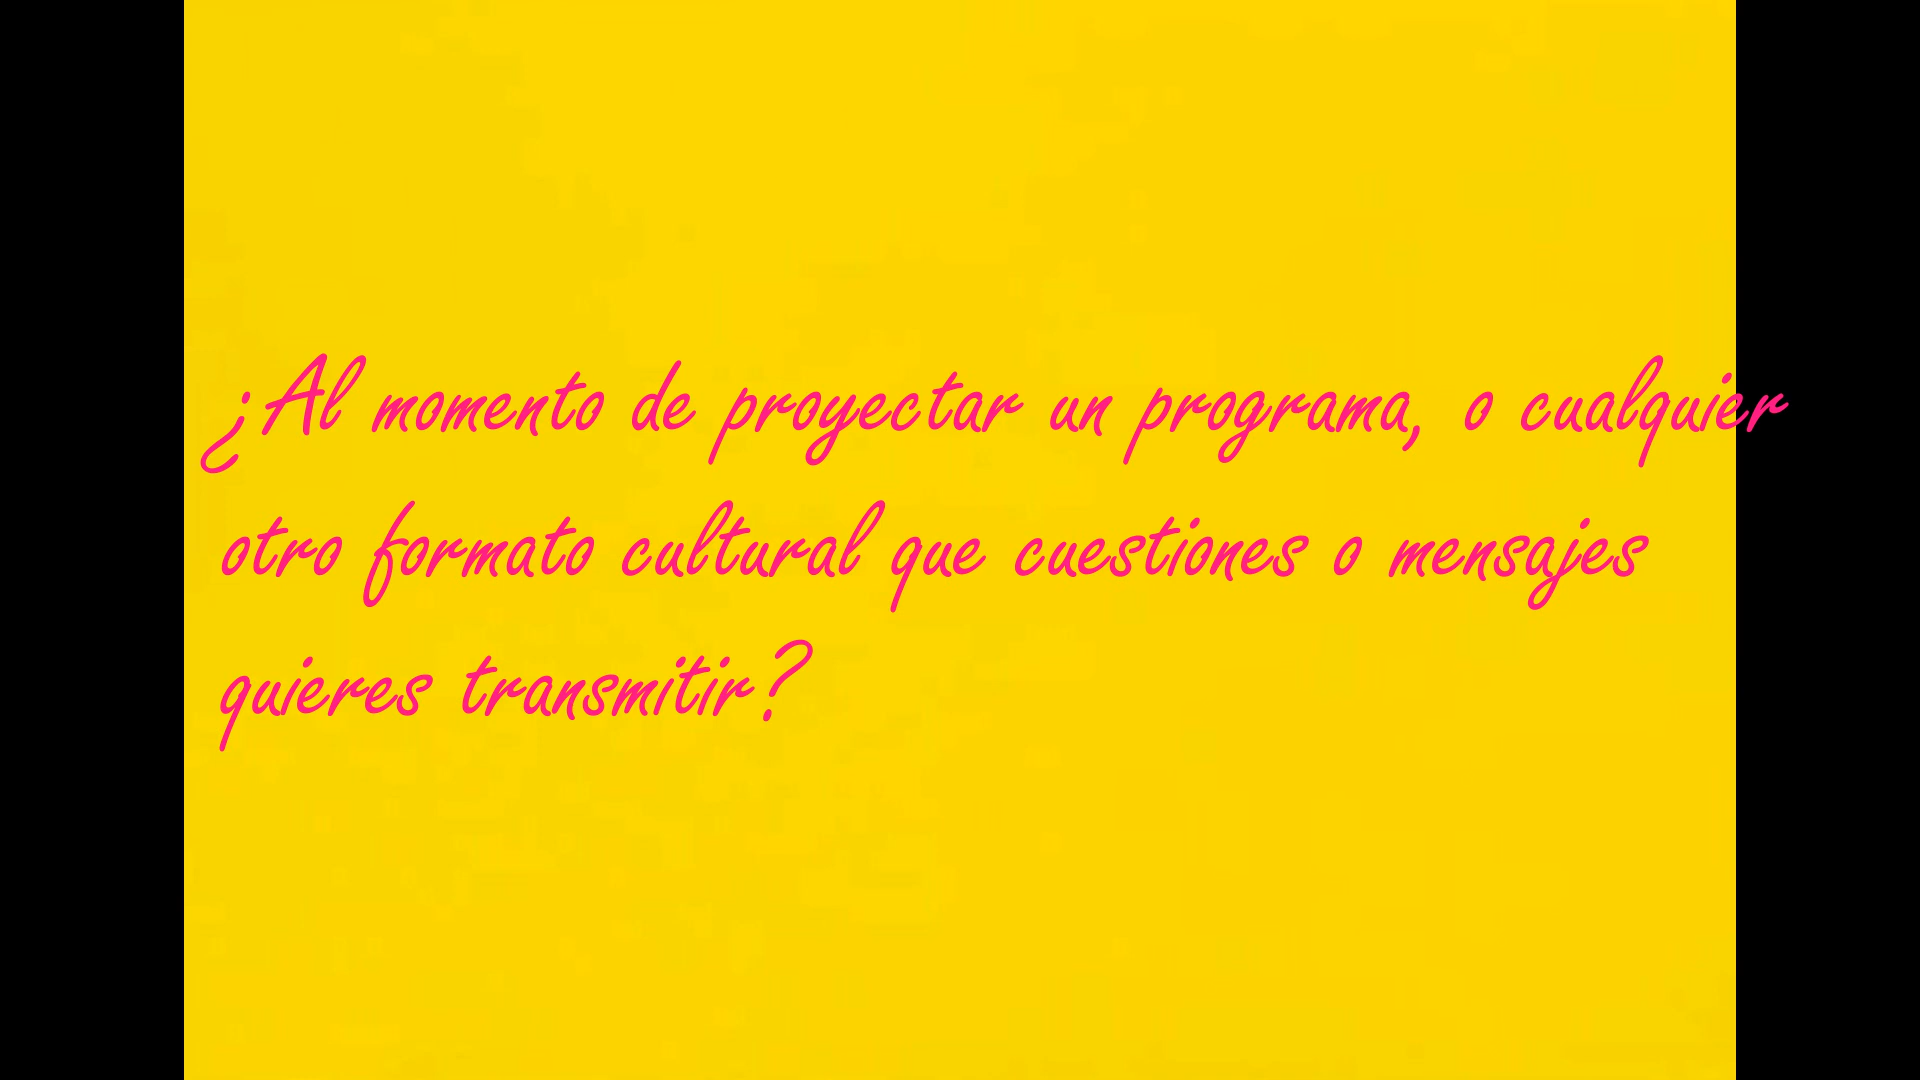 ¿Al momento de proyectar un programa, o cualquier
otro formato cultural que cuestiones o mensajes
quieres transmitir?